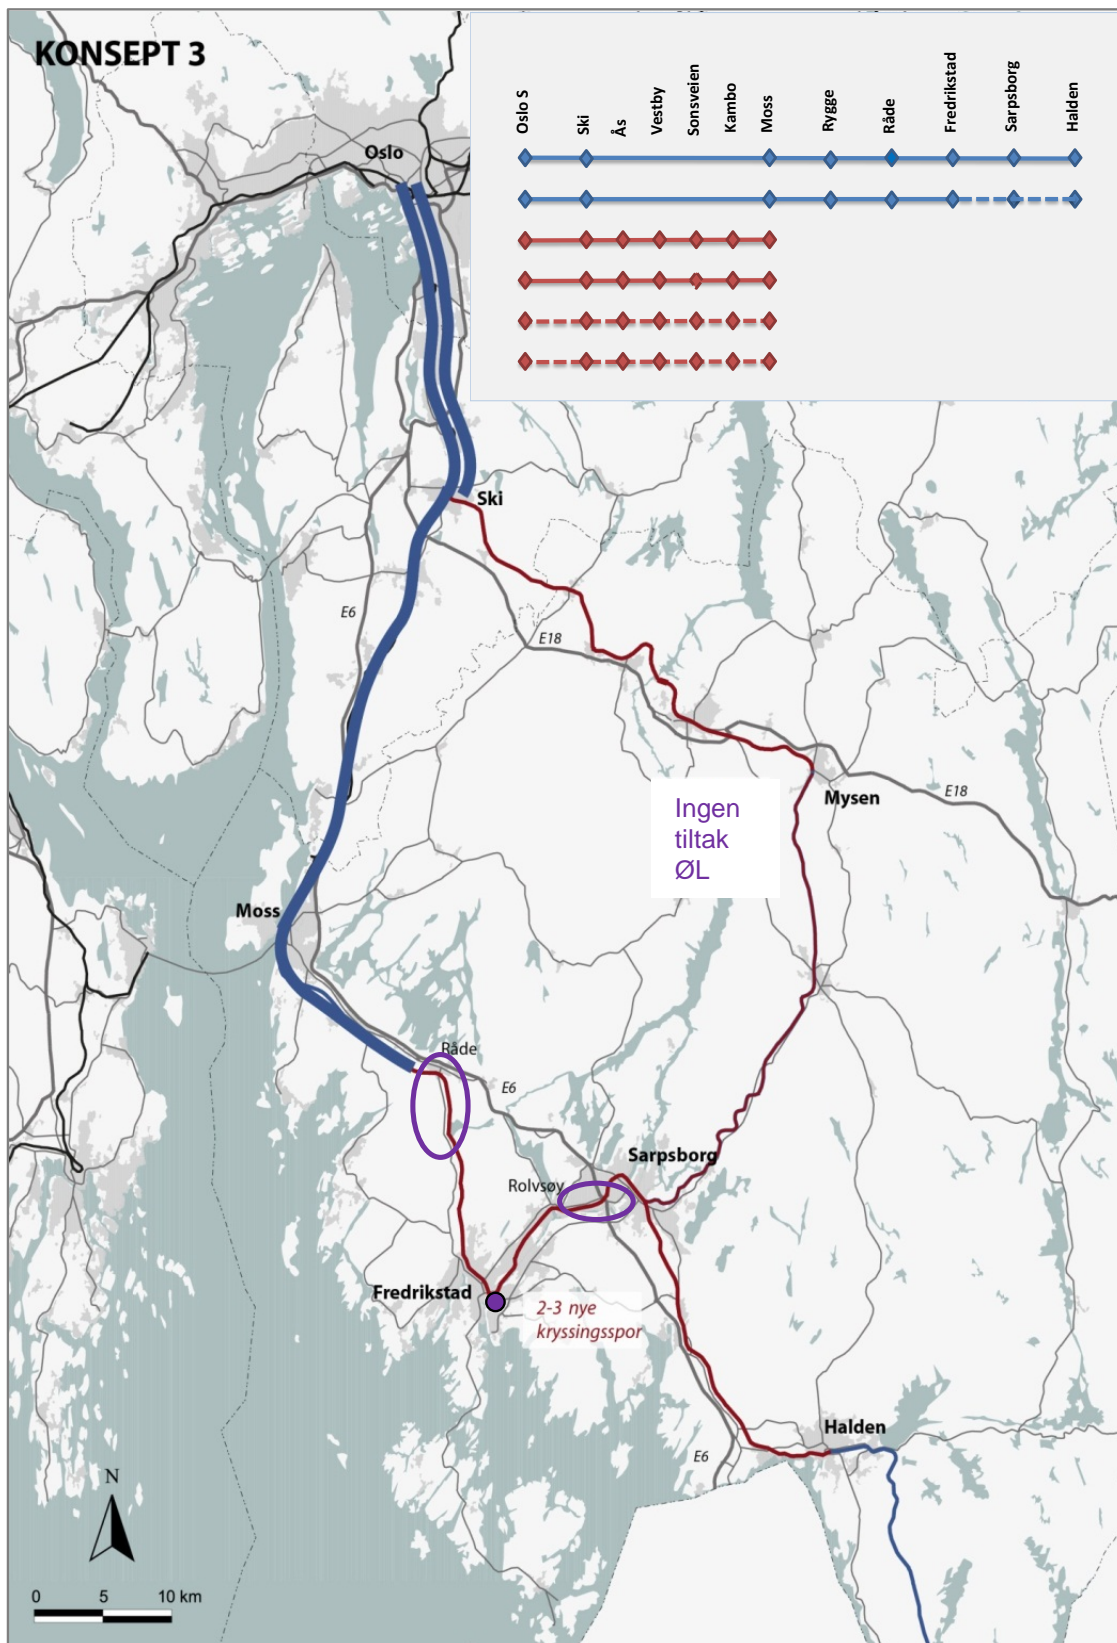 KONSEPT 3
Oslo S
Ski
Ås
Vestby
Sonsveien
Kambo
Moss
Rygge
Råde
Fredrikstad
Sarpsborg
Halden
Oslo
Ski
E6
E18
Mysen
E18
Ingen
tiltak
ØL
Moss
Råde
E6
Sarpsborg
Rolvsøy
Fredrikstad
2-3 nye
kryssingsspor
Halden
E6
N
0 5 10 km